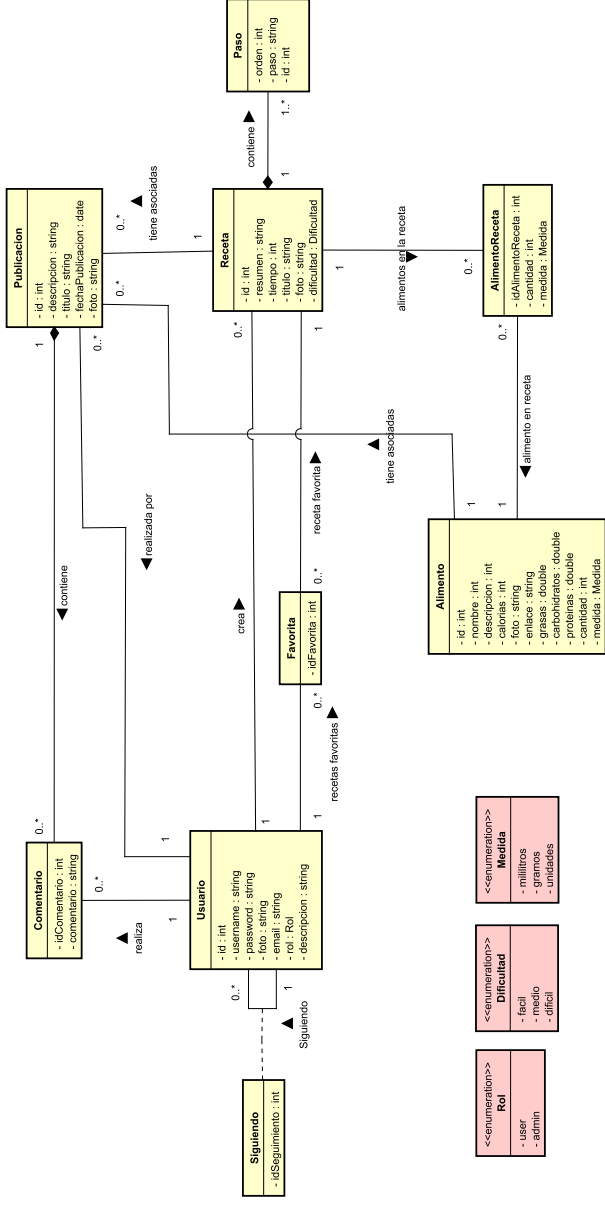 Siguiendo
- idSeguimiento : int
Siguiendo
0..*
1
Comentario
- idComentario : int
- comentario : string
0..*
0..*
realiza
1
1
Usuario
- id : int
- username : string
- password : string
- foto : string
- email : string
- rol : Rol
- descripcion : string
1
1
contiene
realizada por
crea
recetas favoritas
0..*
Favorita
- idFavorita : int
0..*
receta favorita
tiene asociadas
Publicacion
- id : int
- descripcion : string
- titulo : string
- fechaPublicacion : date
- foto : string
1
0..*
0..*
0..*
tiene asociadas
1
Receta
- id : int
- resumen : string
- tiempo : int
- titulo : string
- foto : string
- dificultad : Dificultad
0..*
1
1
1
contiene
1..*
Paso
- orden : int
- paso : string
- id : int
alimentos en la receta
0..*
AlimentoReceta
- idAlimentoReceta : int
- cantidad : int
- medida : Medida
0..*
alimento en receta
1
1
Alimento
- id : int
- nombre : int
- descripcion : int
- calorias : int
- foto : string
- enlace : string
- grasas : double
- carbohidratos : double
- proteinas : double
- cantidad : int
- medida : Medida
<<enumeration>>
Rol
- user
- admin
<<enumeration>>
Dificultad
- facil
- medio
- dificil
<<enumeration>>
Medida
- mililitros
- gramos
- unidades